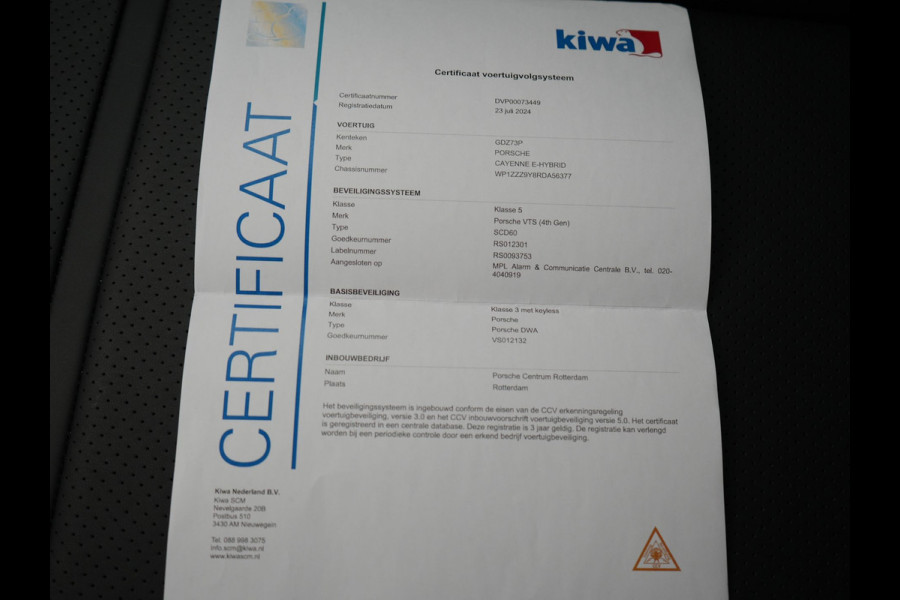 kiwa
Certificaat voertuigvolgsysteem
Certificaatnummer DVP00073449
Registratiedatum 23 juli 2024
VOERTUIG
Kenteken GDZ73P
Merk PORSCHE
Type CAYENNE E-HYBRID
Chassisnummer WP1ZZZ9Y8RDA56377
BEVEILIGINGSSYSTEEM
Klasse Klasse 5
Merk Porsche VTS (4th Gen)
Type SCD60
Goedkeurnummer RS012301
Labelnummer RS0093753
Aangesloten op MPL Alarm & Communicatie Centrale B.V., tel. 020-
4040919
BASISBEVEILIGING
Klasse Klasse 3 met keyless
Merk Porsche
Type Porsche DWA
Goedkeurnummer VS012132
INBOUWBEDRIJF
Naam Porsche Centrum Rotterdam
Plaats Rotterdam
Het beveiligingssysteem is ingebouwd conform de eisen van de CCV erkenningsregeling
voertuigbeveiliging, versie 3.0 en het CCV inbouwvoorschrift voertuigbeveiliging versie 5.0. Het certificaat
is geregistreerd in een centrale database. Deze registratie is 3 jaar geldig. De registratie kan verlengd
worden bij een periodieke controle door een erkend bedrijf voertuigbeveiliging.
CERTIFICAAT
Kiwa Nederland B.V.
Kiwa SCM
Nevelgaarde 20B
Postbus 510
3430 AM Nieuwegein
Tel. 088 998 3075
info.scm@kiwa.nl
www.kiwascm.nl